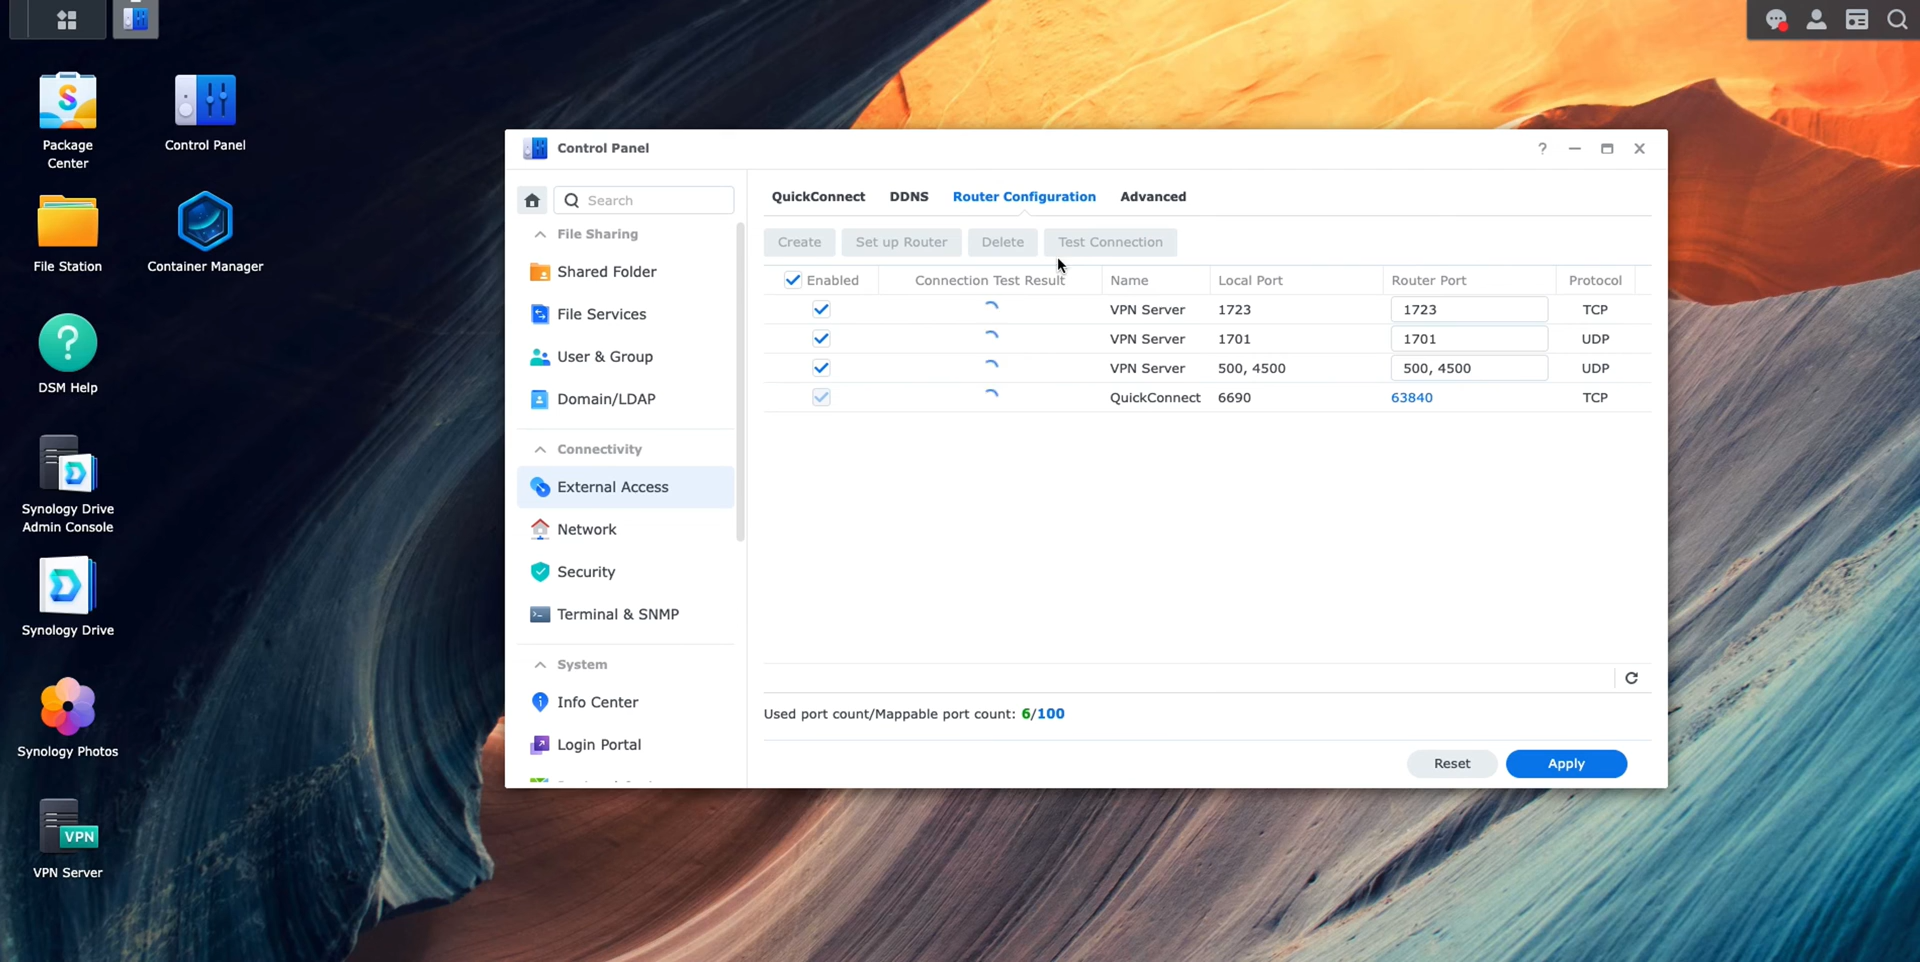 Package
Center
Control Panel
File Station
Container Manager
?
DSM Help
Synology Drive
Admin Console
Synology Drive
Synology Photos
VPN
VPN Server
Control Panel
?
Search
File Sharing
Shared Folder
File Services
User & Group
Domain/LDAP
Connectivity
External Access
Network
Security
Terminal & SNMP
System
Info Center
Login Portal
QuickConnect DDNS Router Configuration Advanced
Create Set up Router Delete Test Connection
Enabled Connection Test Result Name Local Port Router Port Protocol
VPN Server 1723 1723 TCP
VPN Server 1701 1701 UDP
VPN Server 500, 4500 500, 4500 UDP
QuickConnect 6690 63840 TCP
Used port count/Mappable port count: 6/100
Reset Apply